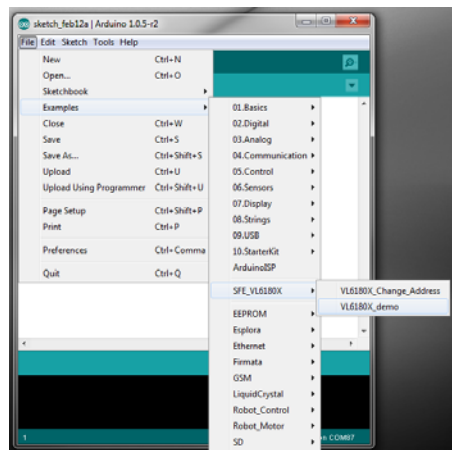 sketch_feb12a | Arduino 1.0.5-r2
File Edit Sketch Tools Help
New Ctrl+N
Open... Ctrl+O
Sketchbook
Examples
Close Ctrl+W
Save Ctrl+S
Save As... Ctrl+Shift+S
Upload Ctrl+U
Upload Using Programmer Ctrl+Shift+U
Page Setup Ctrl+Shift+P
Print Ctrl+P
Preferences Ctrl+Comma
Quit Ctrl+Q
01.Basics
02.Digital
03.Analog
04.Communication
05.Control
06.Sensors
07.Display
08.Strings
09.USB
10.StarterKit
ArduinoISP
SFE_VL6180X
EEPROM
Esplora
Ethernet
Firmata
GSM
LiquidCrystal
Robot_Control
Robot_Motor
SD
VL6180X_Change_Address
VL6180X_demo
1